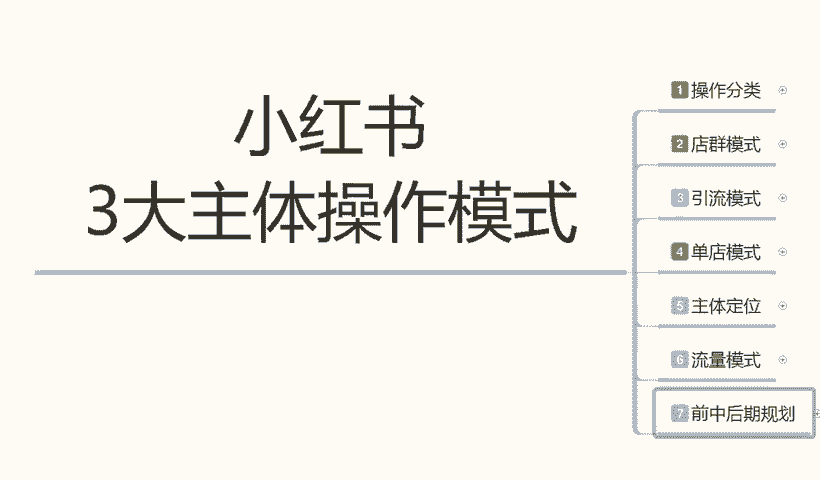 小红书
3大主体操作模式
1 操作分类
2 店群模式
3 引流模式
4 单店模式
5 主体定位
6 流量模式
7 前中后期规划